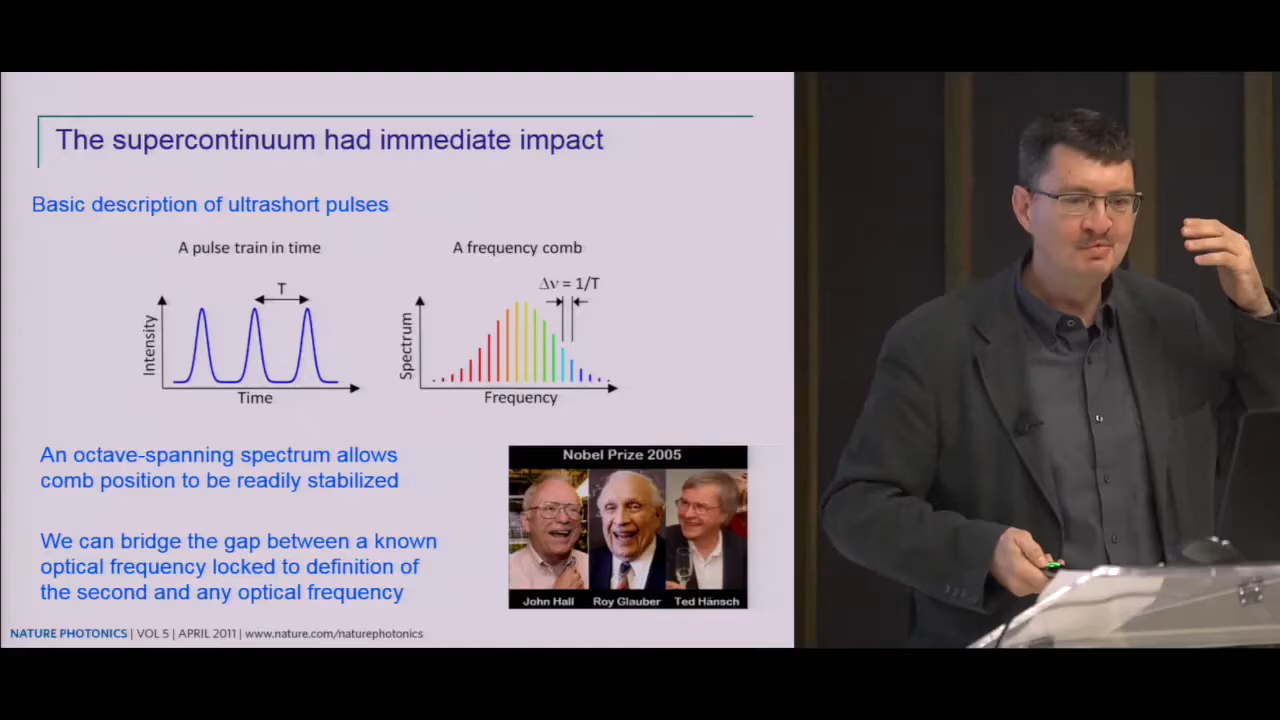 The supercontinuum had immediate impact
Basic description of ultrashort pulses
A pulse train in time
T
Intensity
Time
A frequency comb
Δν = 1/T
Spectrum
Frequency
An octave-spanning spectrum allows
comb position to be readily stabilized
We can bridge the gap between a known
optical frequency locked to definition of
the second and any optical frequency
Nobel Prize 2005
John Hall Roy Glauber Ted Hänsch
NATURE PHOTONICS | VOL 5 | APRIL 2011 | www.nature.com/naturephotonics